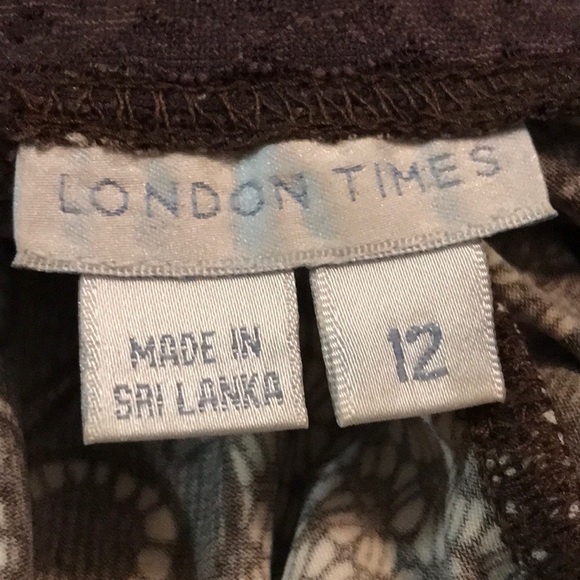 LONDON TIMES
MADE IN
SRI LANKA
12